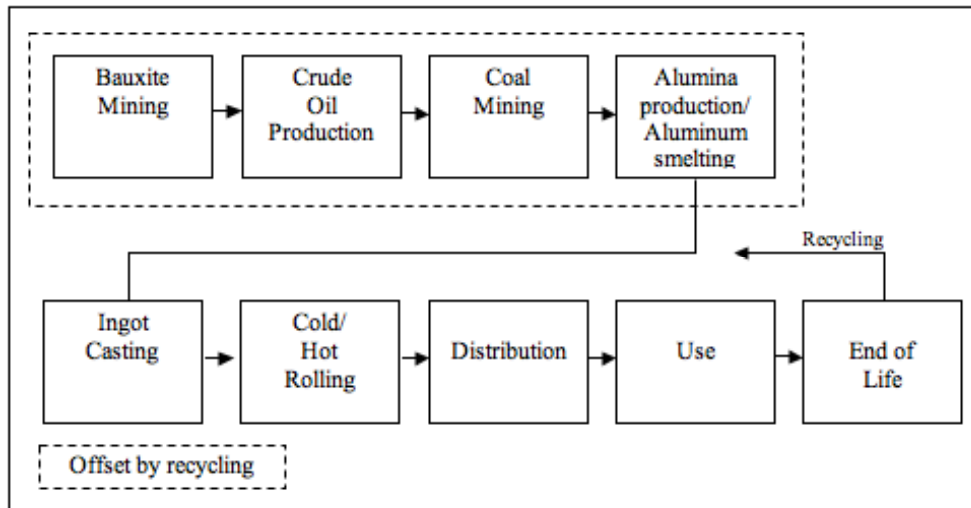 Bauxite
Mining
Crude
Oil
Production
Coal
Mining
Alumina
production/
Aluminum
smelting
Recycling
Ingot
Casting
Cold/
Hot
Rolling
Distribution
Use
End of
Life
Offset by recycling